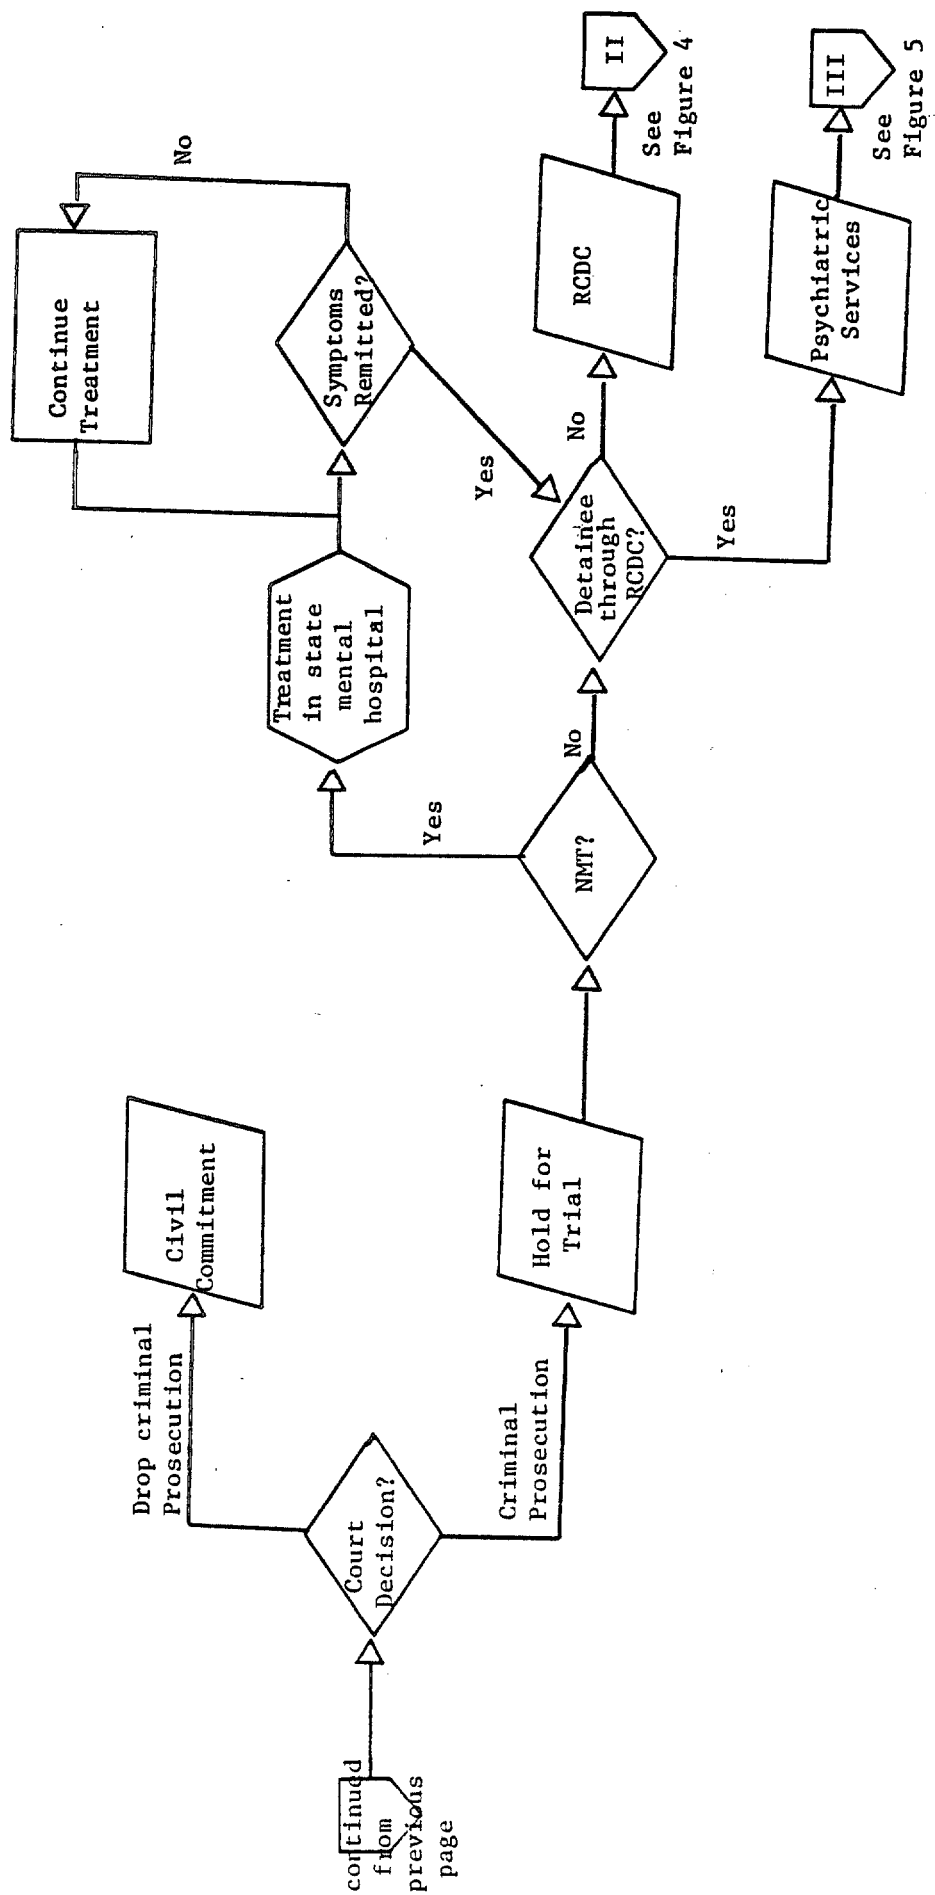 continued
from
previous
page
Court
Decision?
Drop criminal
Prosecution
Civil
Commitment
Criminal
Prosecution
Hold for
Trial
NMT?
Yes
No
Treatment
in state
mental
hospital
Symptoms
Remitted?
No
Continue
Treatment
Yes
Detainee
through
RCDC?
No
RCDC
II
See
Figure 4
Yes
Psychiatric
Services
III
See
Figure 5